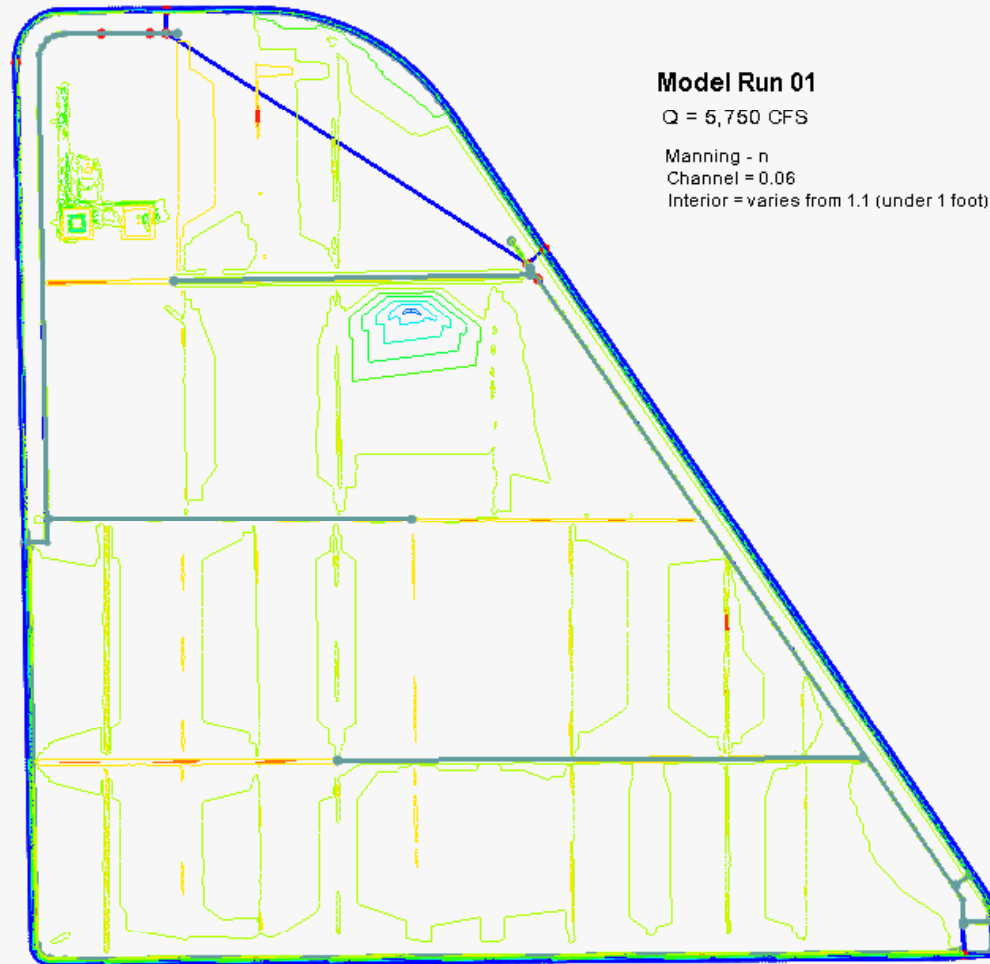 Model Run 01
Q = 5,750 CFS
Manning - n
Channel = 0.06
Interior = varies from 1.1 (under 1 foot)